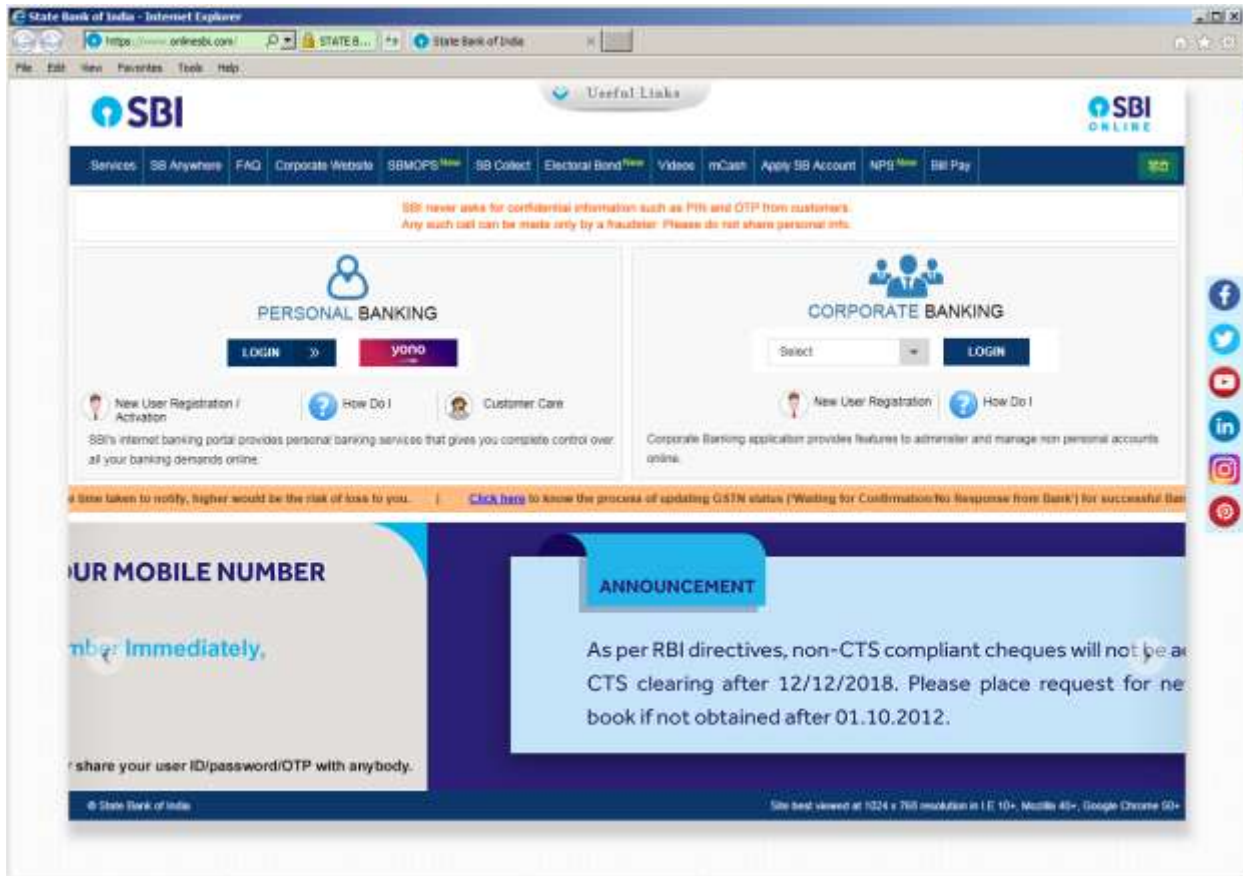 State Bank of India - Internet Explorer
https://www.onlinesbi.com/ STATE B... State Bank of India
File Edit View Favorites Tools Help
Useful Links
SBI
SBI
ONLINE
Services SB Anywhere FAQ Corporate Website SBMOPS New SB Collect Electoral Bond New Videos mCash Apply SB Account NPS New Bill Pay हिंदी
SBI never asks for confidential information such as PIN and OTP from customers.
Any such call can be made only by a fraudster. Please do not share personal info.
PERSONAL BANKING
LOGIN »
yono
New User Registration /
Activation
How Do I
Customer Care
SBI's internet banking portal provides personal banking services that gives you complete control over
all your banking demands online.
CORPORATE BANKING
Select
LOGIN
New User Registration
How Do I
Corporate Banking application provides features to administer and manage non personal accounts
online.
time taken to notify, higher would be the risk of loss to you. | Click here to know the process of updating GSTN status ('Waiting for Confirmation/No Response from Bank') for successful
UR MOBILE NUMBER
mber Immediately,
share your user ID/password/OTP with anybody.
ANNOUNCEMENT
As per RBI directives, non-CTS compliant cheques will not be
CTS clearing after 12/12/2018. Please place request for
book if not obtained after 01.10.2012.
© State Bank of India
Site best viewed at 1024 x 768 resolution in I.E 10+, Mozilla 45+, Google Chrome 50+